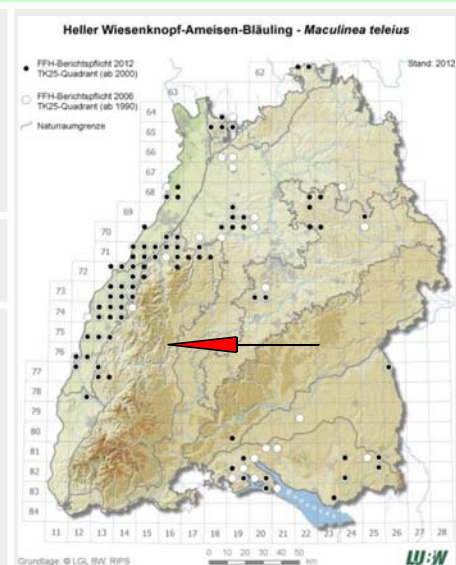 Heller Wiesenknopf-Ameisen-Bläuling - Maculinea teleius
FFH-Berichtspflicht 2012
TK25-Quadrant (ab 2000)
FFH-Berichtspflicht 2006
TK25-Quadrant (ab 1990)
Naturraumgrenze
Stand: 2012
62
63
64
65
66
67
68
69
70
71
72
73
74
75
76
77
78
79
80
81
82
83
84
11 12 13 14 15 16 17 18 19 20 21 22 23 24 25 26 27 28
0 10 20 30 40 50
km
Grundlage: © LGL BW, RIPS
LUBW